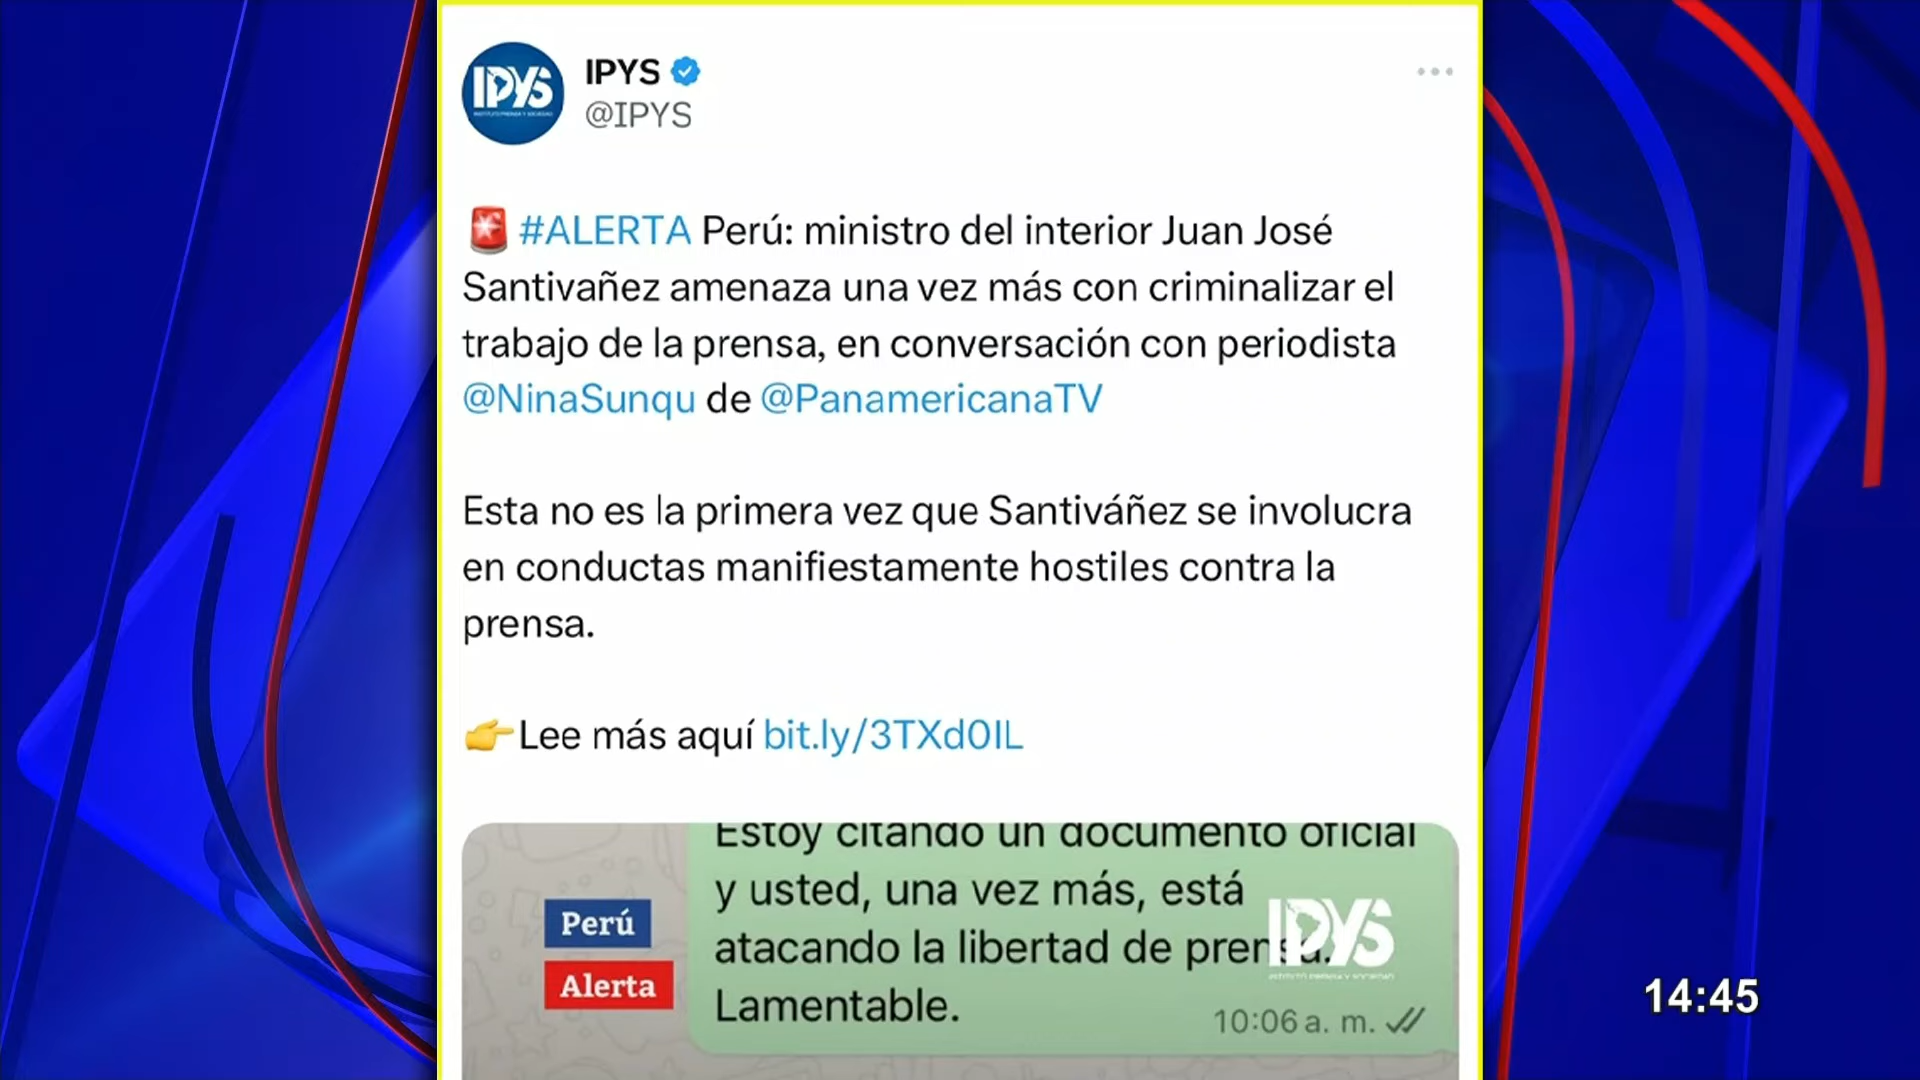 IPYS
IPYS
@IPYS
#ALERTA Perú: ministro del interior Juan José
Santivañez amenaza una vez más con criminalizar el
trabajo de la prensa, en conversación con periodista
@NinaSunqu de @PanamericanaTV
Esta no es la primera vez que Santiváñez se involucra
en conductas manifiestamente hostiles contra la
prensa.
Lee más aquí bit.ly/3TXd0IL
Estoy citando un documento oficial
y usted, una vez más, está
atacando la libertad de prensa.
Lamentable.
10:06 a. m.
Perú
Alerta
IPYS
14:45